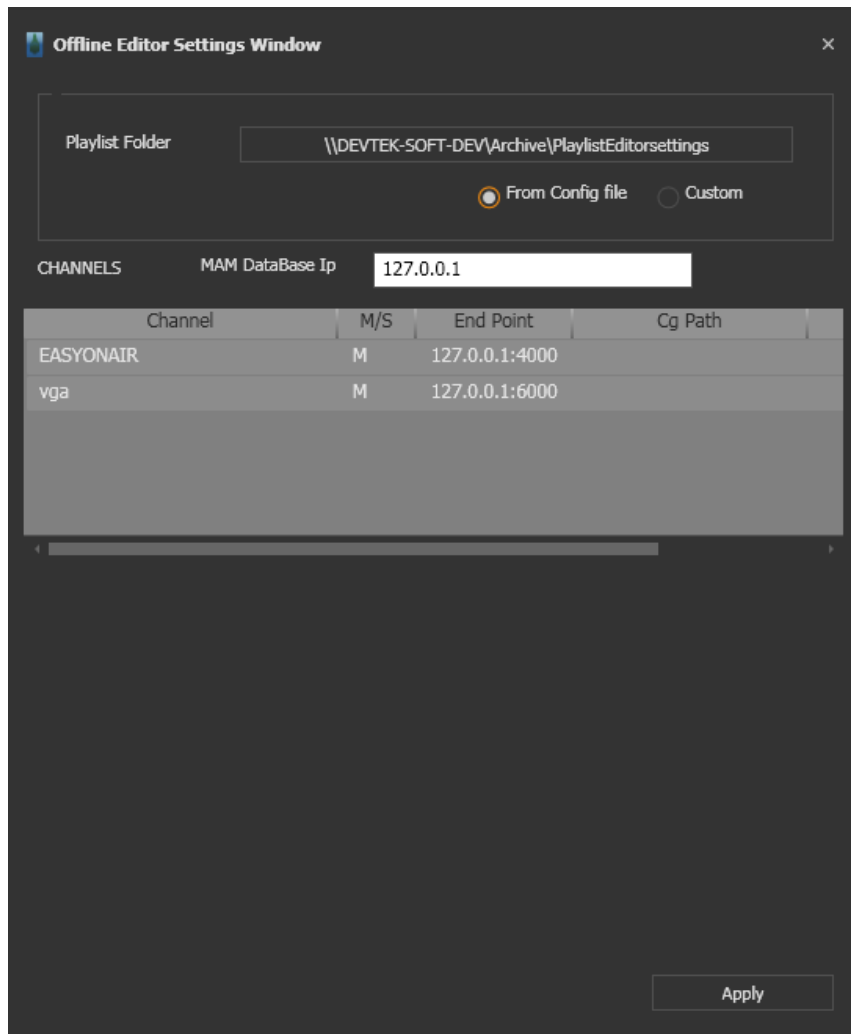 Offline Editor Settings Window
Playlist Folder
\\DEVTEK-SOFT-DEV\Archive\PlaylistEditorsettings
From Config file Custom
CHANNELS MAM DataBase Ip 127.0.0.1
Channel M/S End Point Cg Path
EASYONAIR M 127.0.0.1:4000
vga M 127.0.0.1:6000
Apply